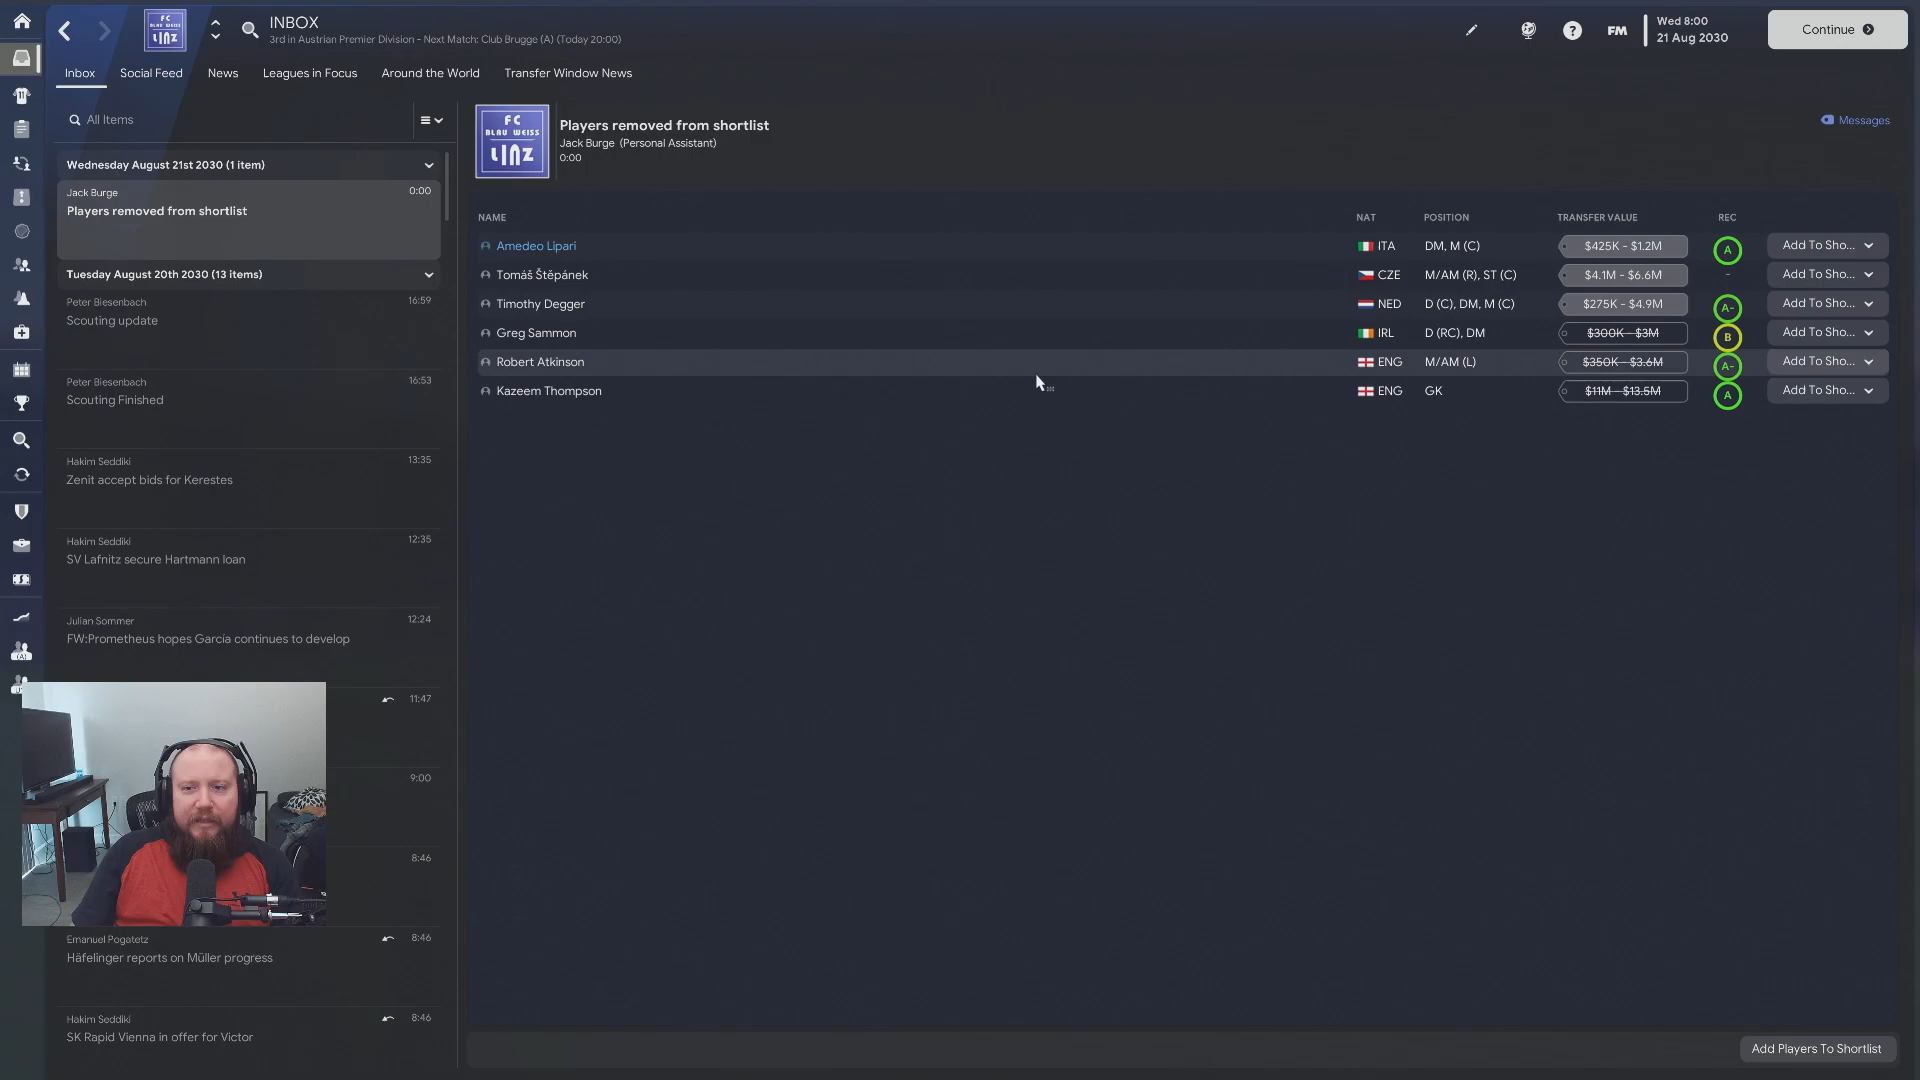 FC
BLAU WEISS
LINZ
INBOX
3rd in Austrian Premier Division - Next Match: Club Brugge (A) (Today 20:00)
FM
Wed 8:00
21 Aug 2030
Continue
Inbox
Social Feed
News
Leagues in Focus
Around the World
Transfer Window News
All Items
Wednesday August 21st 2030 (1 item)
Jack Burge
0:00
Players removed from shortlist
Tuesday August 20th 2030 (13 items)
Peter Biesenbach
16:59
Scouting update
Peter Biesenbach
16:53
Scouting Finished
Hakim Seddiki
13:35
Zenit accept bids for Kerestes
Hakim Seddiki
12:35
SV Lafnitz secure Hartmann loan
Julian Sommer
12:24
FW:Prometheus hopes García continues to develop
11:47
9:00
8:46
Emanuel Pogatetz
8:46
Häfelinger reports on Müller progress
Hakim Seddiki
8:46
SK Rapid Vienna in offer for Victor
FC
BLAU WEISS
LINZ
Players removed from shortlist
Jack Burge (Personal Assistant)
0:00
Messages
NAME NAT POSITION TRANSFER VALUE REC
Amedeo Lipari ITA DM, M (C) $425K - $1.2M A Add To Sho...
Tomáš Štěpánek CZE M/AM (R), ST (C) $4.1M - $6.6M - Add To Sho...
Timothy Degger NED D (C), DM, M (C) $275K - $4.9M A- Add To Sho...
Greg Sammon IRL D (RC), DM $300K - $3M B Add To Sho...
Robert Atkinson ENG M/AM (L) $350K - $3.6M A- Add To Sho...
Kazeem Thompson ENG GK $11M - $13.5M A Add To Sho...
Add Players To Shortlist